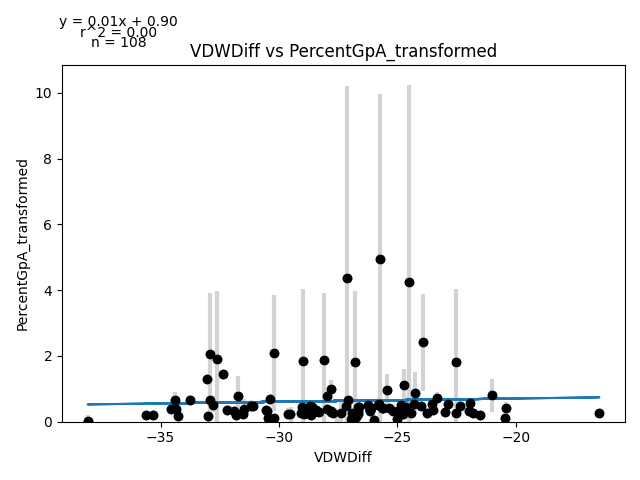 y = 0.01x + 0.90
r^2 = 0.00
n = 108
VDWDiff vs PercentGpA_transformed
PercentGpA_transformed
10
8
6
4
2
0
−35
−30
−25
−20
VDWDiff